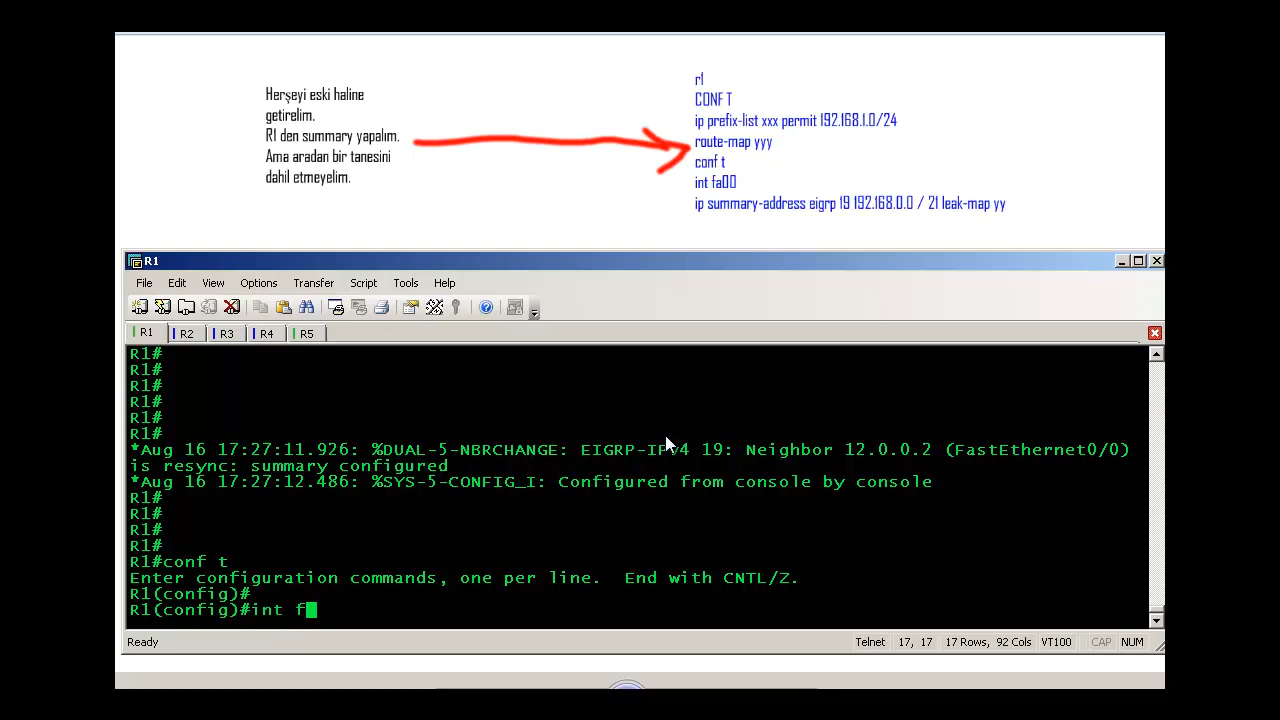 Herşeyi eski haline
getirelim.
R1 den summary yapalım.
Ama aradan bir tanesini
dahil etmeyelim.
r1
CONF T
ip prefix-list xxx permit 192.168.1.0/24
route-map yyy
conf t
int fa00
ip summary-address eigrp 19 192.168.0.0 / 21 leak-map yy
R1
File Edit View Options Transfer Script Tools Help
R1 R2 R3 R4 R5
R1#
R1#
R1#
R1#
R1#
R1#
*Aug 16 17:27:11.926: %DUAL-5-NBRCHANGE: EIGRP-IPv4 19: Neighbor 12.0.0.2 (FastEthernet0/0)
is resync: summary configured
*Aug 16 17:27:12.486: %SYS-5-CONFIG_I: Configured from console by console
R1#
R1#
R1#
R1#
R1#conf t
Enter configuration commands, one per line.  End with CNTL/Z.
R1(config)#
R1(config)#int f
Ready Telnet 17, 17 17 Rows, 92 Cols VT100 CAP NUM